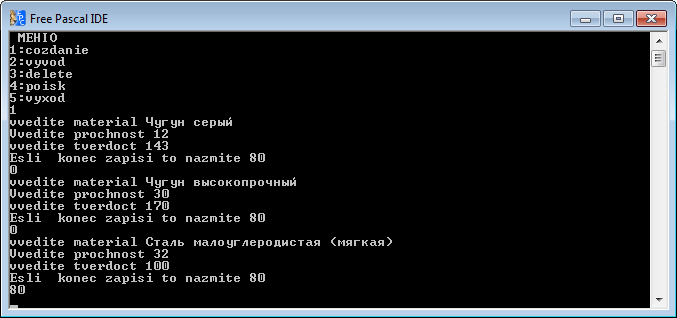 Free Pascal IDE
МЕНЮ
1:cozdanie
2:vyvod
3:delete
4:poisk
5:vyxod
1
vvedite material Чугун серый
Vvedite prochnost 12
vvedite tverdoct 143
Esli  konec zapisi to nazmite 80
0
vvedite material Чугун высокопрочный
Vvedite prochnost 30
vvedite tverdoct 170
Esli  konec zapisi to nazmite 80
0
vvedite material Сталь малоуглеродистая (мягкая)
Vvedite prochnost 32
vvedite tverdoct 100
Esli  konec zapisi to nazmite 80
80